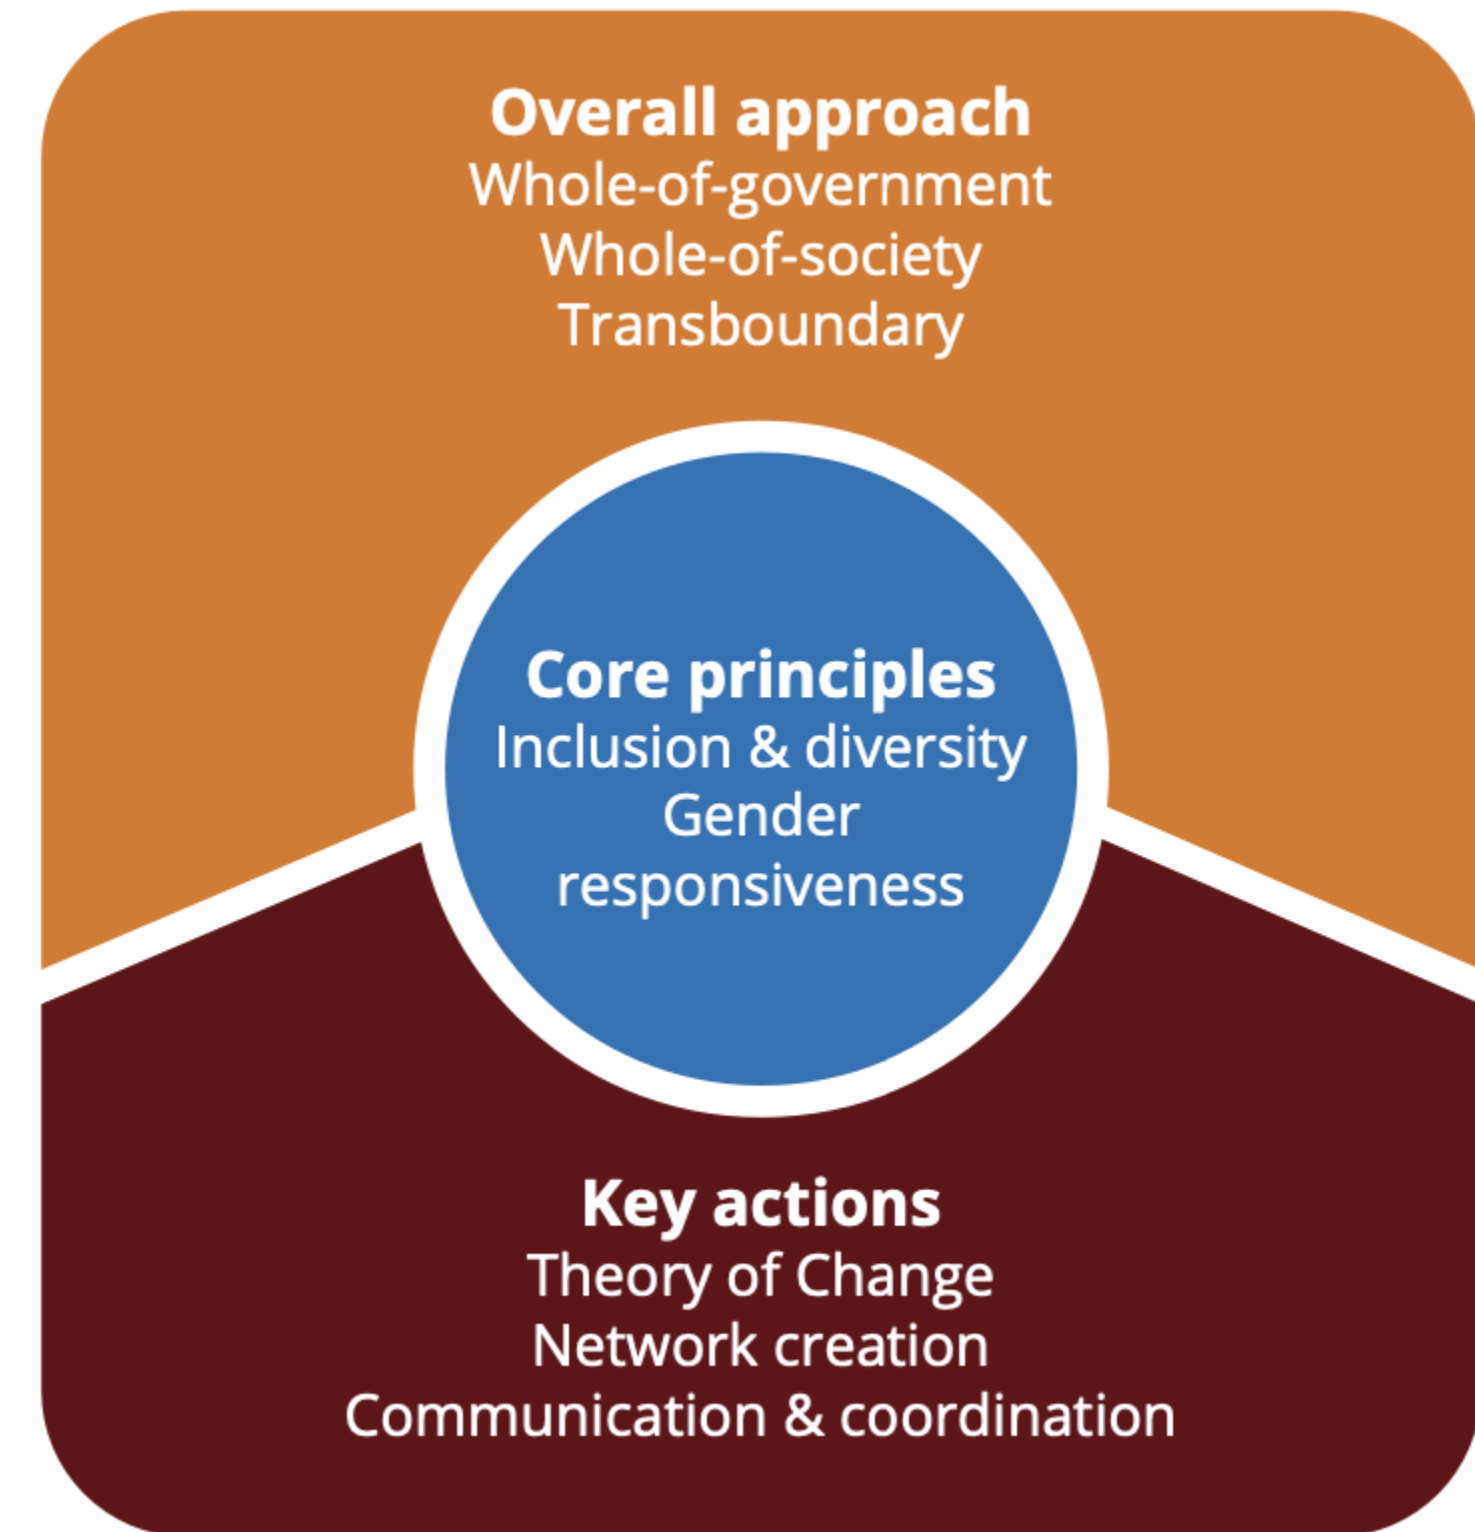 Overall approach
Whole-of-government
Whole-of-society
Transboundary
Core principles
Inclusion & diversity
Gender
responsiveness
Key actions
Theory of Change
Network creation
Communication & coordination